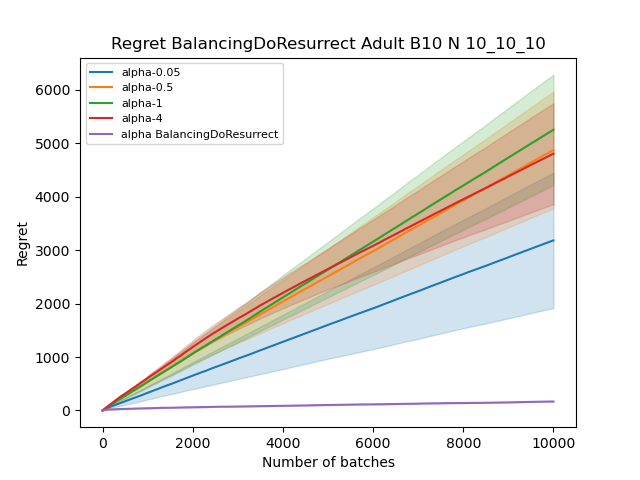 Regret BalancingDoResurrect Adult B10 N 10_10_10
alpha-0.05
alpha-0.5
alpha-1
alpha-4
alpha BalancingDoResurrect
6000
5000
4000
3000
2000
1000
0
Regret
0 2000 4000 6000 8000 10000
Number of batches